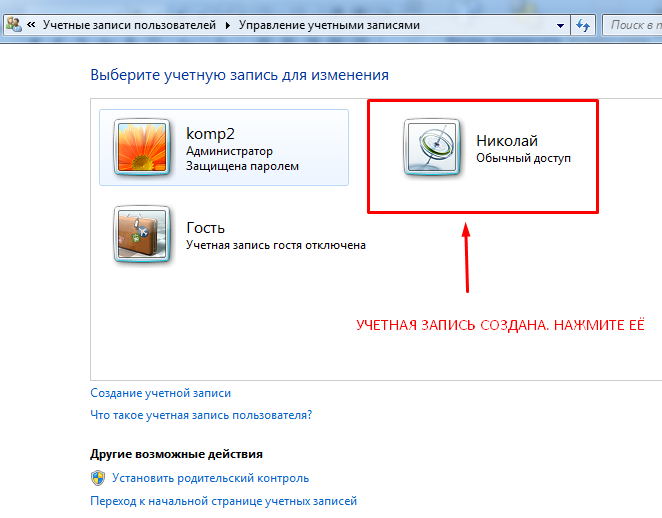 « Учетные записи пользователей Управление учетными записями Поиск в п
Выберите учетную запись для изменения
komp2
Администратор
Защищена паролем
Николай
Обычный доступ
Гость
Учетная запись гостя отключена
УЧЕТНАЯ ЗАПИСЬ СОЗДАНА. НАЖМИТЕ ЕЁ
Создание учетной записи
Что такое учетная запись пользователя?
Другие возможные действия
Установить родительский контроль
Переход к начальной странице учетных записей